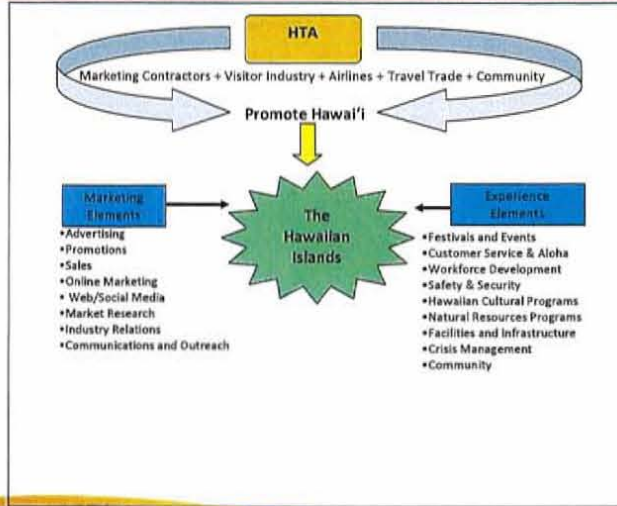 HTA
Marketing Contractors + Visitor Industry + Airlines + Travel Trade + Community
Promote Hawai'i
Marketing
Elements
•Advertising
•Promotions
•Sales
•Online Marketing
• Web/Social Media
•Market Research
•Industry Relations
•Communications and Outreach
The
Hawaiian
Islands
Experience
Elements
•Festivals and Events
•Customer Service & Aloha
•Workforce Development
•Safety & Security
•Hawaiian Cultural Programs
•Natural Resources Programs
•Facilities and Infrastructure
•Crisis Management
•Community